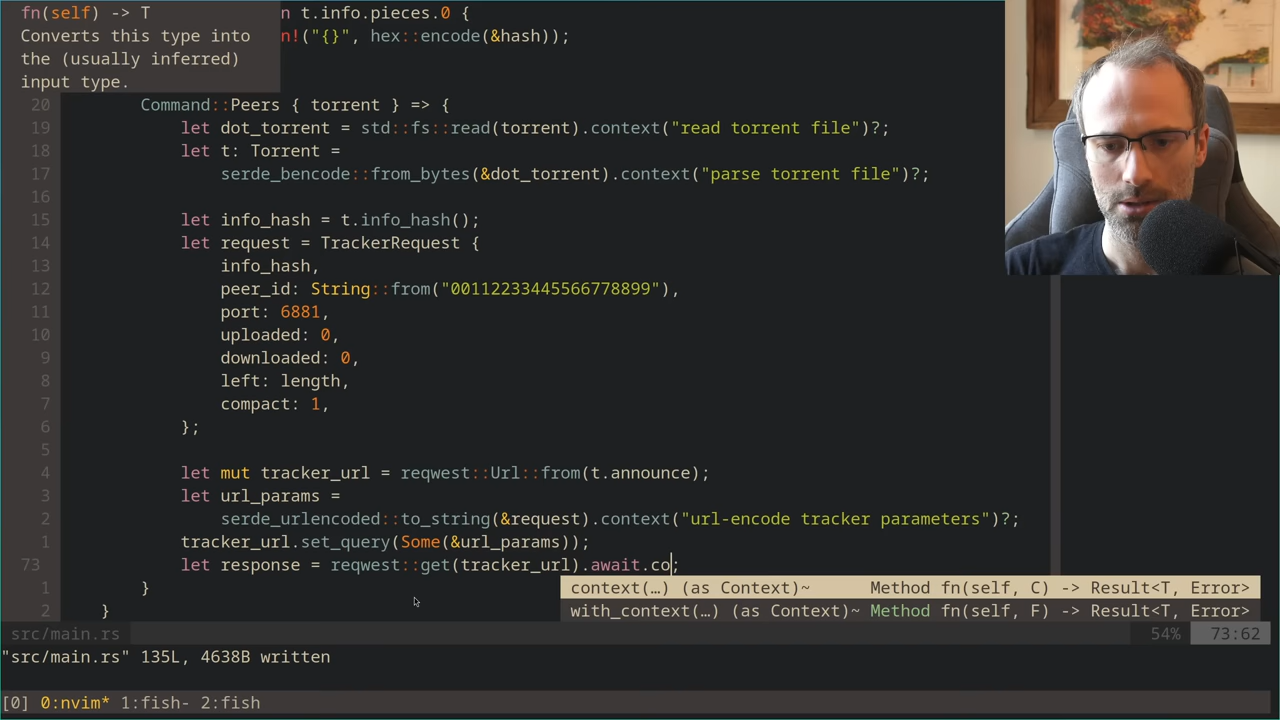 fn(self) -> T
Converts this type into
the (usually inferred)
input type.
n t.info.pieces.0 {
n!("{}", hex::encode(&hash));
20 Command::Peers { torrent } => {
19 let dot_torrent = std::fs::read(torrent).context("read torrent file")?;
18 let t: Torrent =
17 serde_bencode::from_bytes(&dot_torrent).context("parse torrent file")?;
16
15 let info_hash = t.info_hash();
14 let request = TrackerRequest {
13 info_hash,
12 peer_id: String::from("00112233445566778899"),
11 port: 6881,
10 uploaded: 0,
9 downloaded: 0,
8 left: length,
7 compact: 1,
6 };
5
4 let mut tracker_url = reqwest::Url::from(t.announce);
3 let url_params =
2 serde_urlencoded::to_string(&request).context("url-encode tracker parameters")?;
1 tracker_url.set_query(Some(&url_params));
73 let response = reqwest::get(tracker_url).await.co;
1 }
context(…) (as Context)~ Method fn(self, C) -> Result<T, Error>
2 }
with_context(…) (as Context)~ Method fn(self, F) -> Result<T, Error>
src/main.rs 54% 73:62
"src/main.rs" 135L, 4638B written
[0] 0:nvim* 1:fish- 2:fish